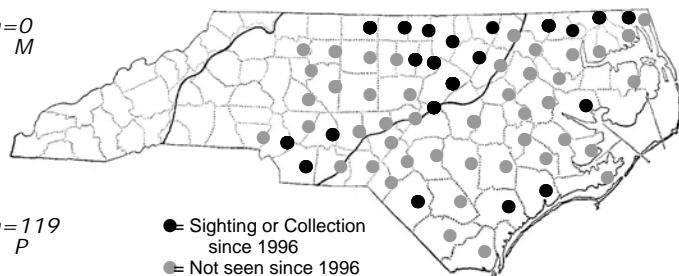 =0
M
n=119
P
= Sighting or Collection
since 1996
= Not seen since 1996